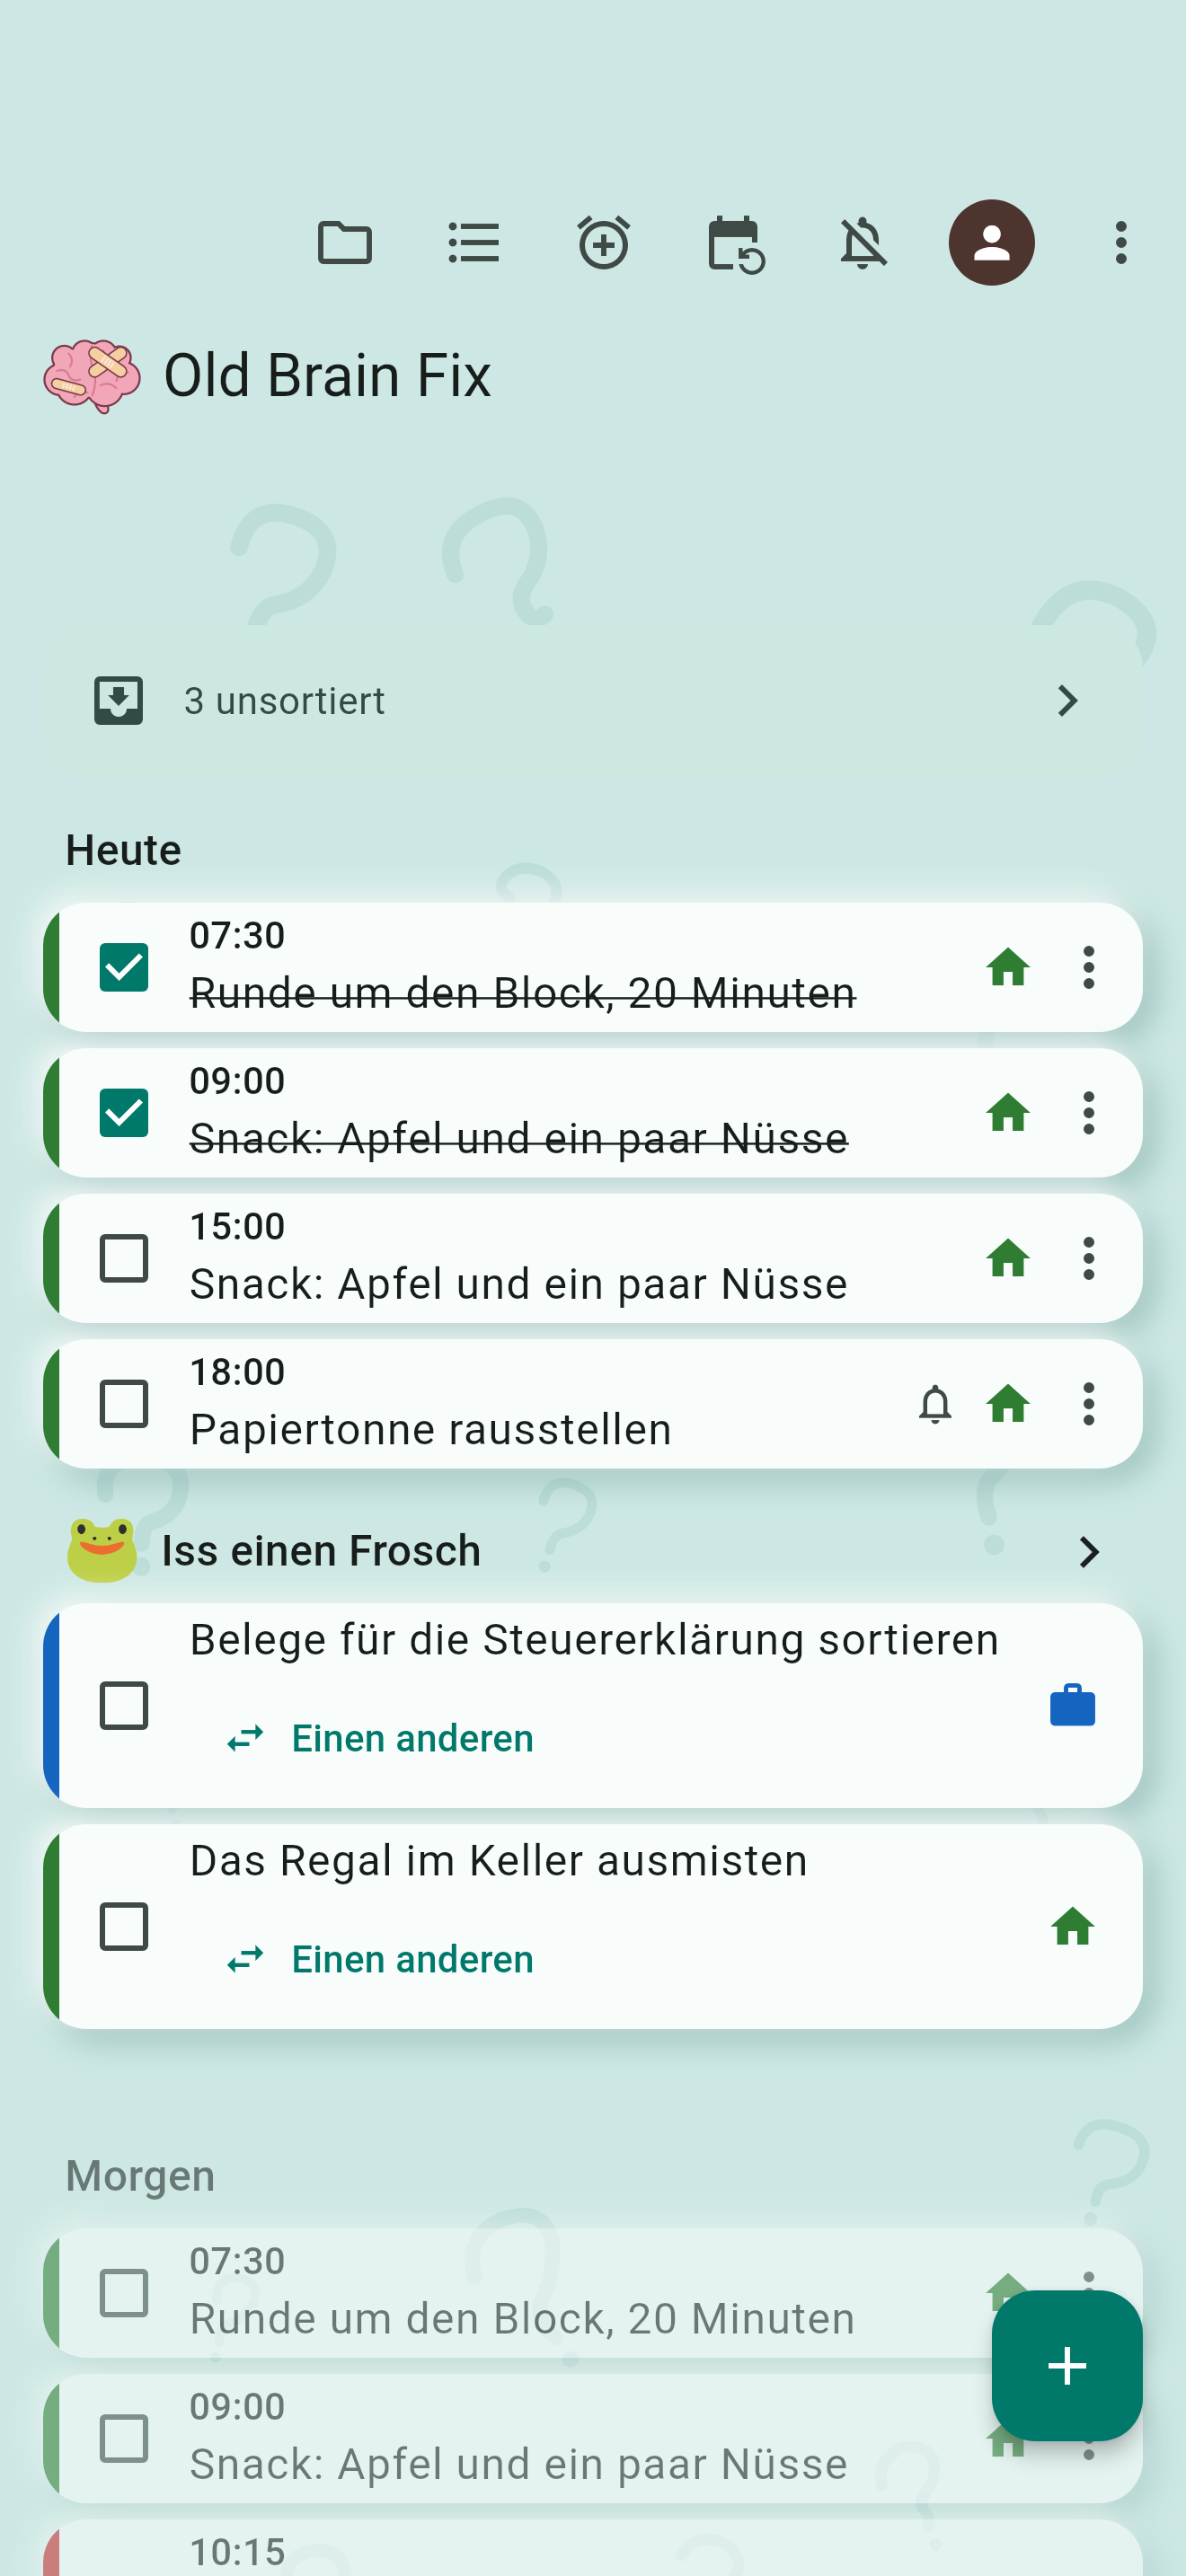 Old Brain Fix
3 unsortiert
Heute
07:30
Runde um den Block, 20 Minuten
09:00
Snack: Apfel und ein paar Nüsse
15:00
Snack: Apfel und ein paar Nüsse
18:00
Papiertonne rausstellen
Iss einen Frosch
Belege für die Steuererklärung sortieren
Einen anderen
Das Regal im Keller ausmisten
Einen anderen
Morgen
07:30
Runde um den Block, 20 Minuten
09:00
Snack: Apfel und ein paar Nüsse
10:15